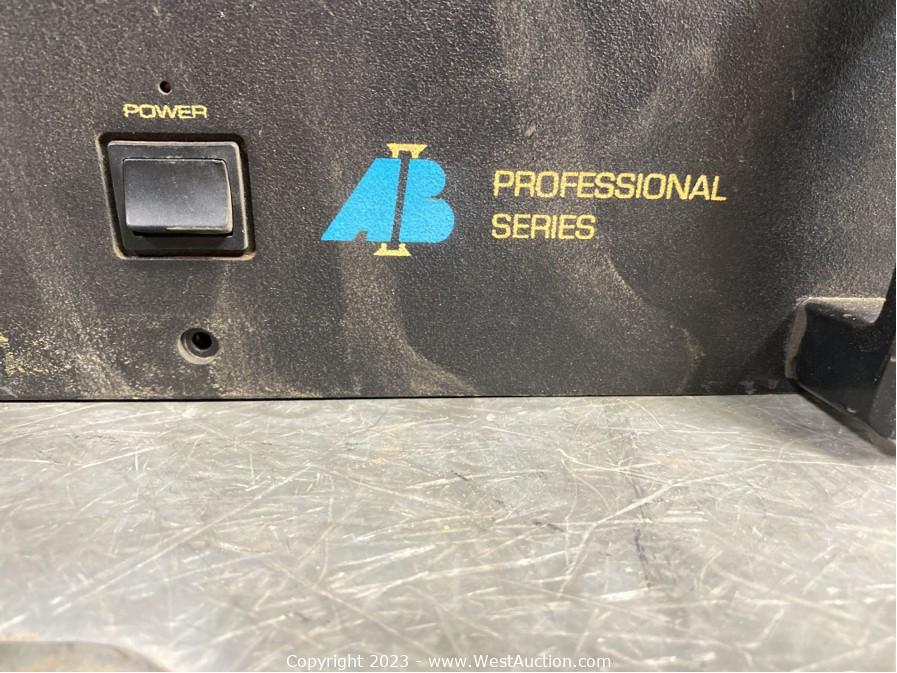 POWER
AB
PROFESSIONAL
SERIES
Copyright 2023 - www.WestAuction.com